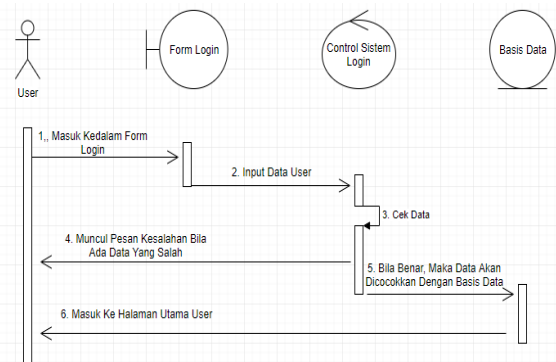 User
Form Login
Control Sistem
Login
Basis Data
1,, Masuk Kedalam Form
Login
2. Input Data User
3. Cek Data
4. Muncul Pesan Kesalahan Bila
Ada Data Yang Salah
5. Bila Benar, Maka Data Akan
Dicocokkan Dengan Basis Data
6. Masuk Ke Halaman Utama User